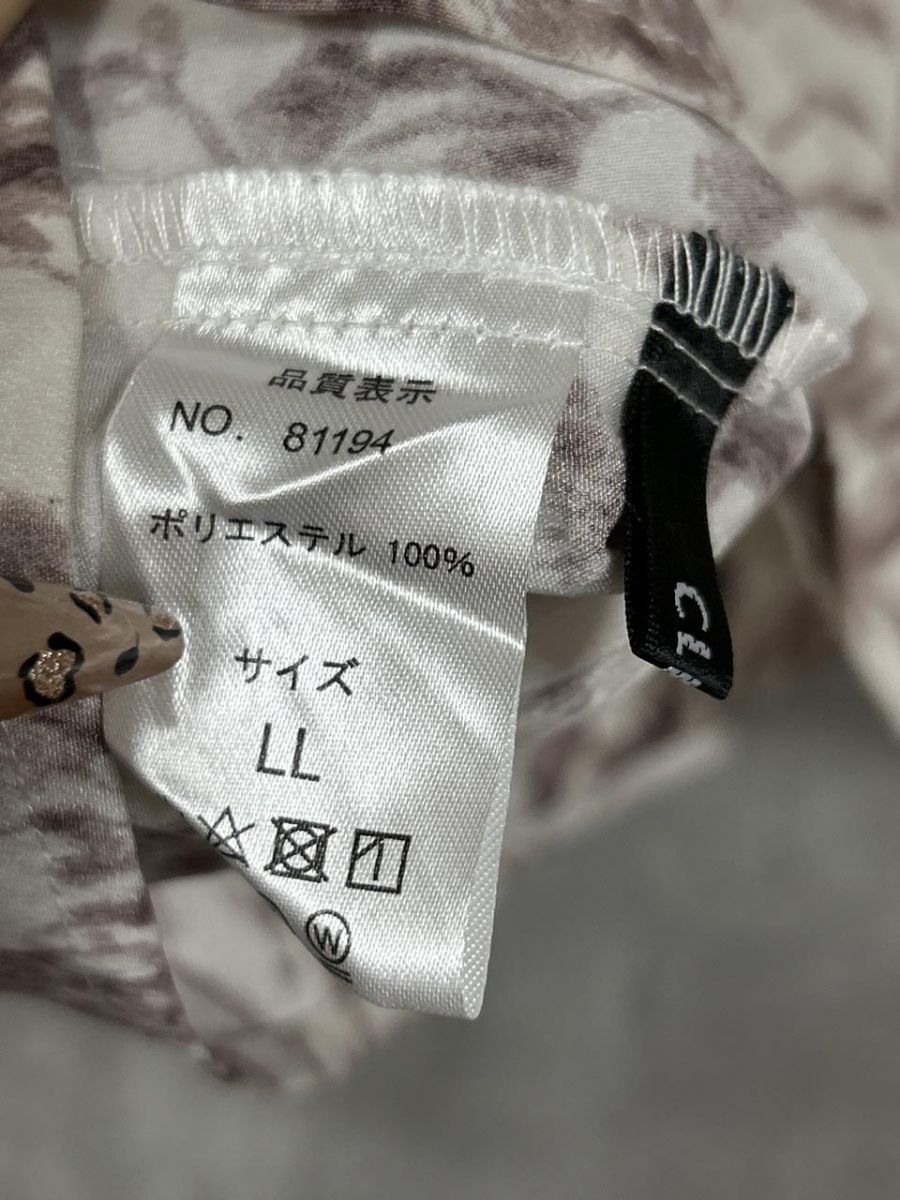 品質表示
NO. 81194
ポリエステル 100%
サイズ
LL
W